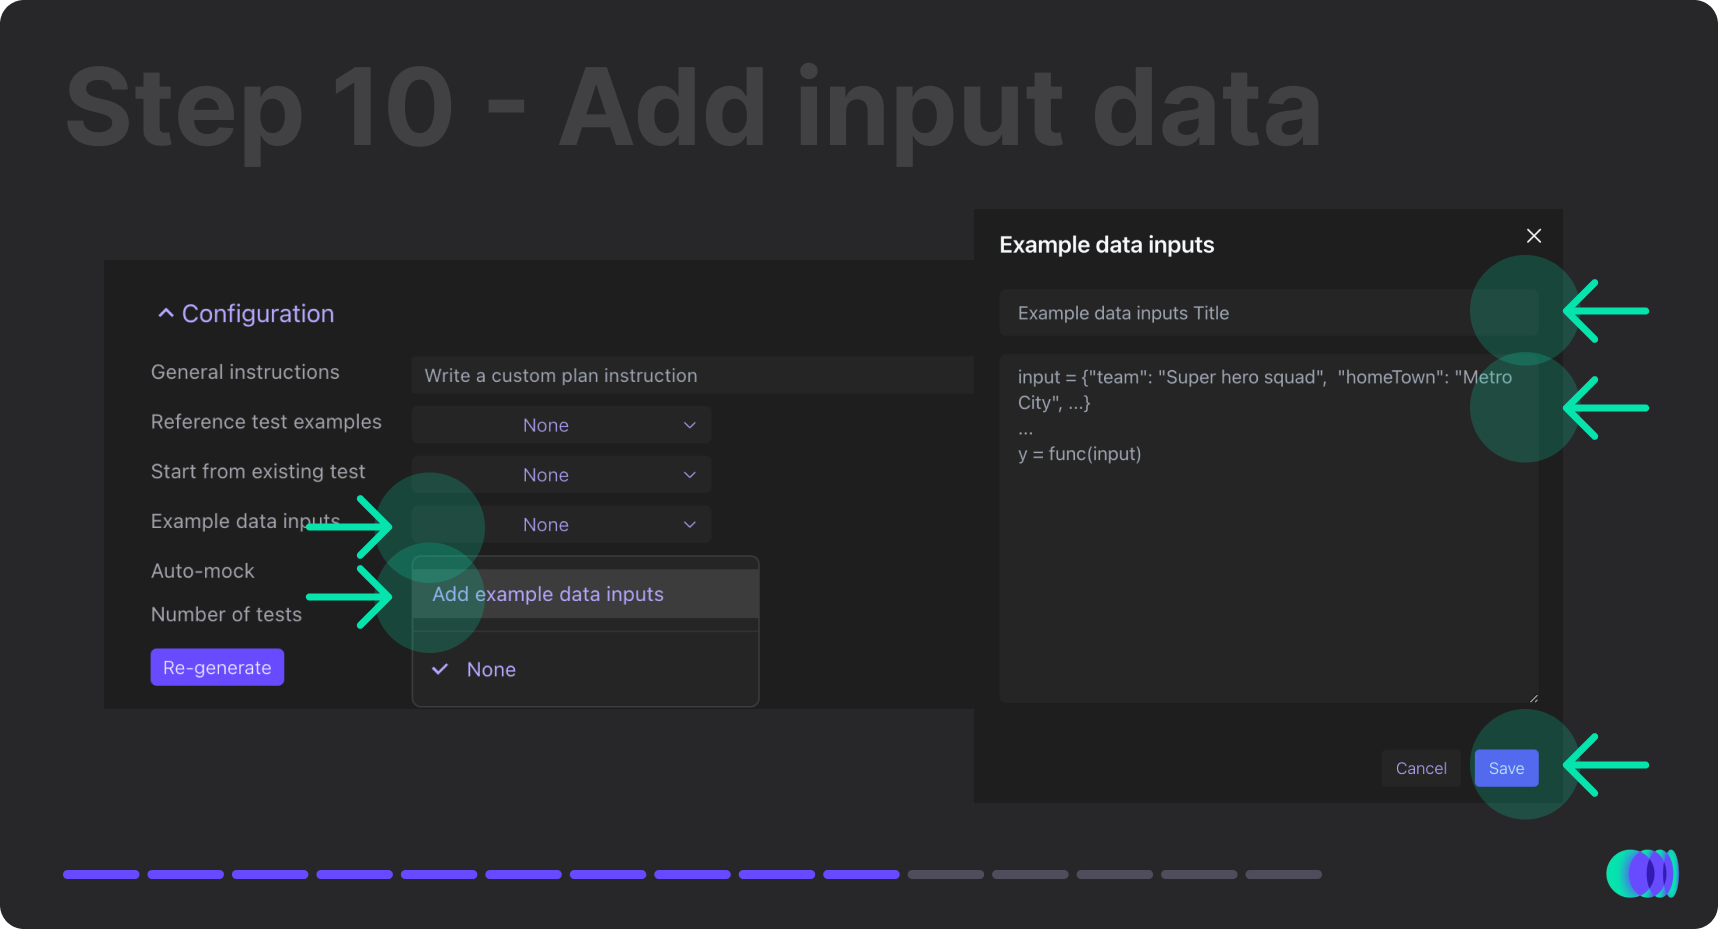 Step 10 - Add input data
Configuration
General instructions
Write a custom plan instruction
Reference test examples
None
Start from existing test
None
Example data inputs
None
Auto-mock
Add example data inputs
Number of tests
Re-generate
None
Example data inputs
Example data inputs Title
input = {"team": "Super hero squad",  "homeTown": "Metro
City", ...}
...
y = func(input)
Cancel
Save